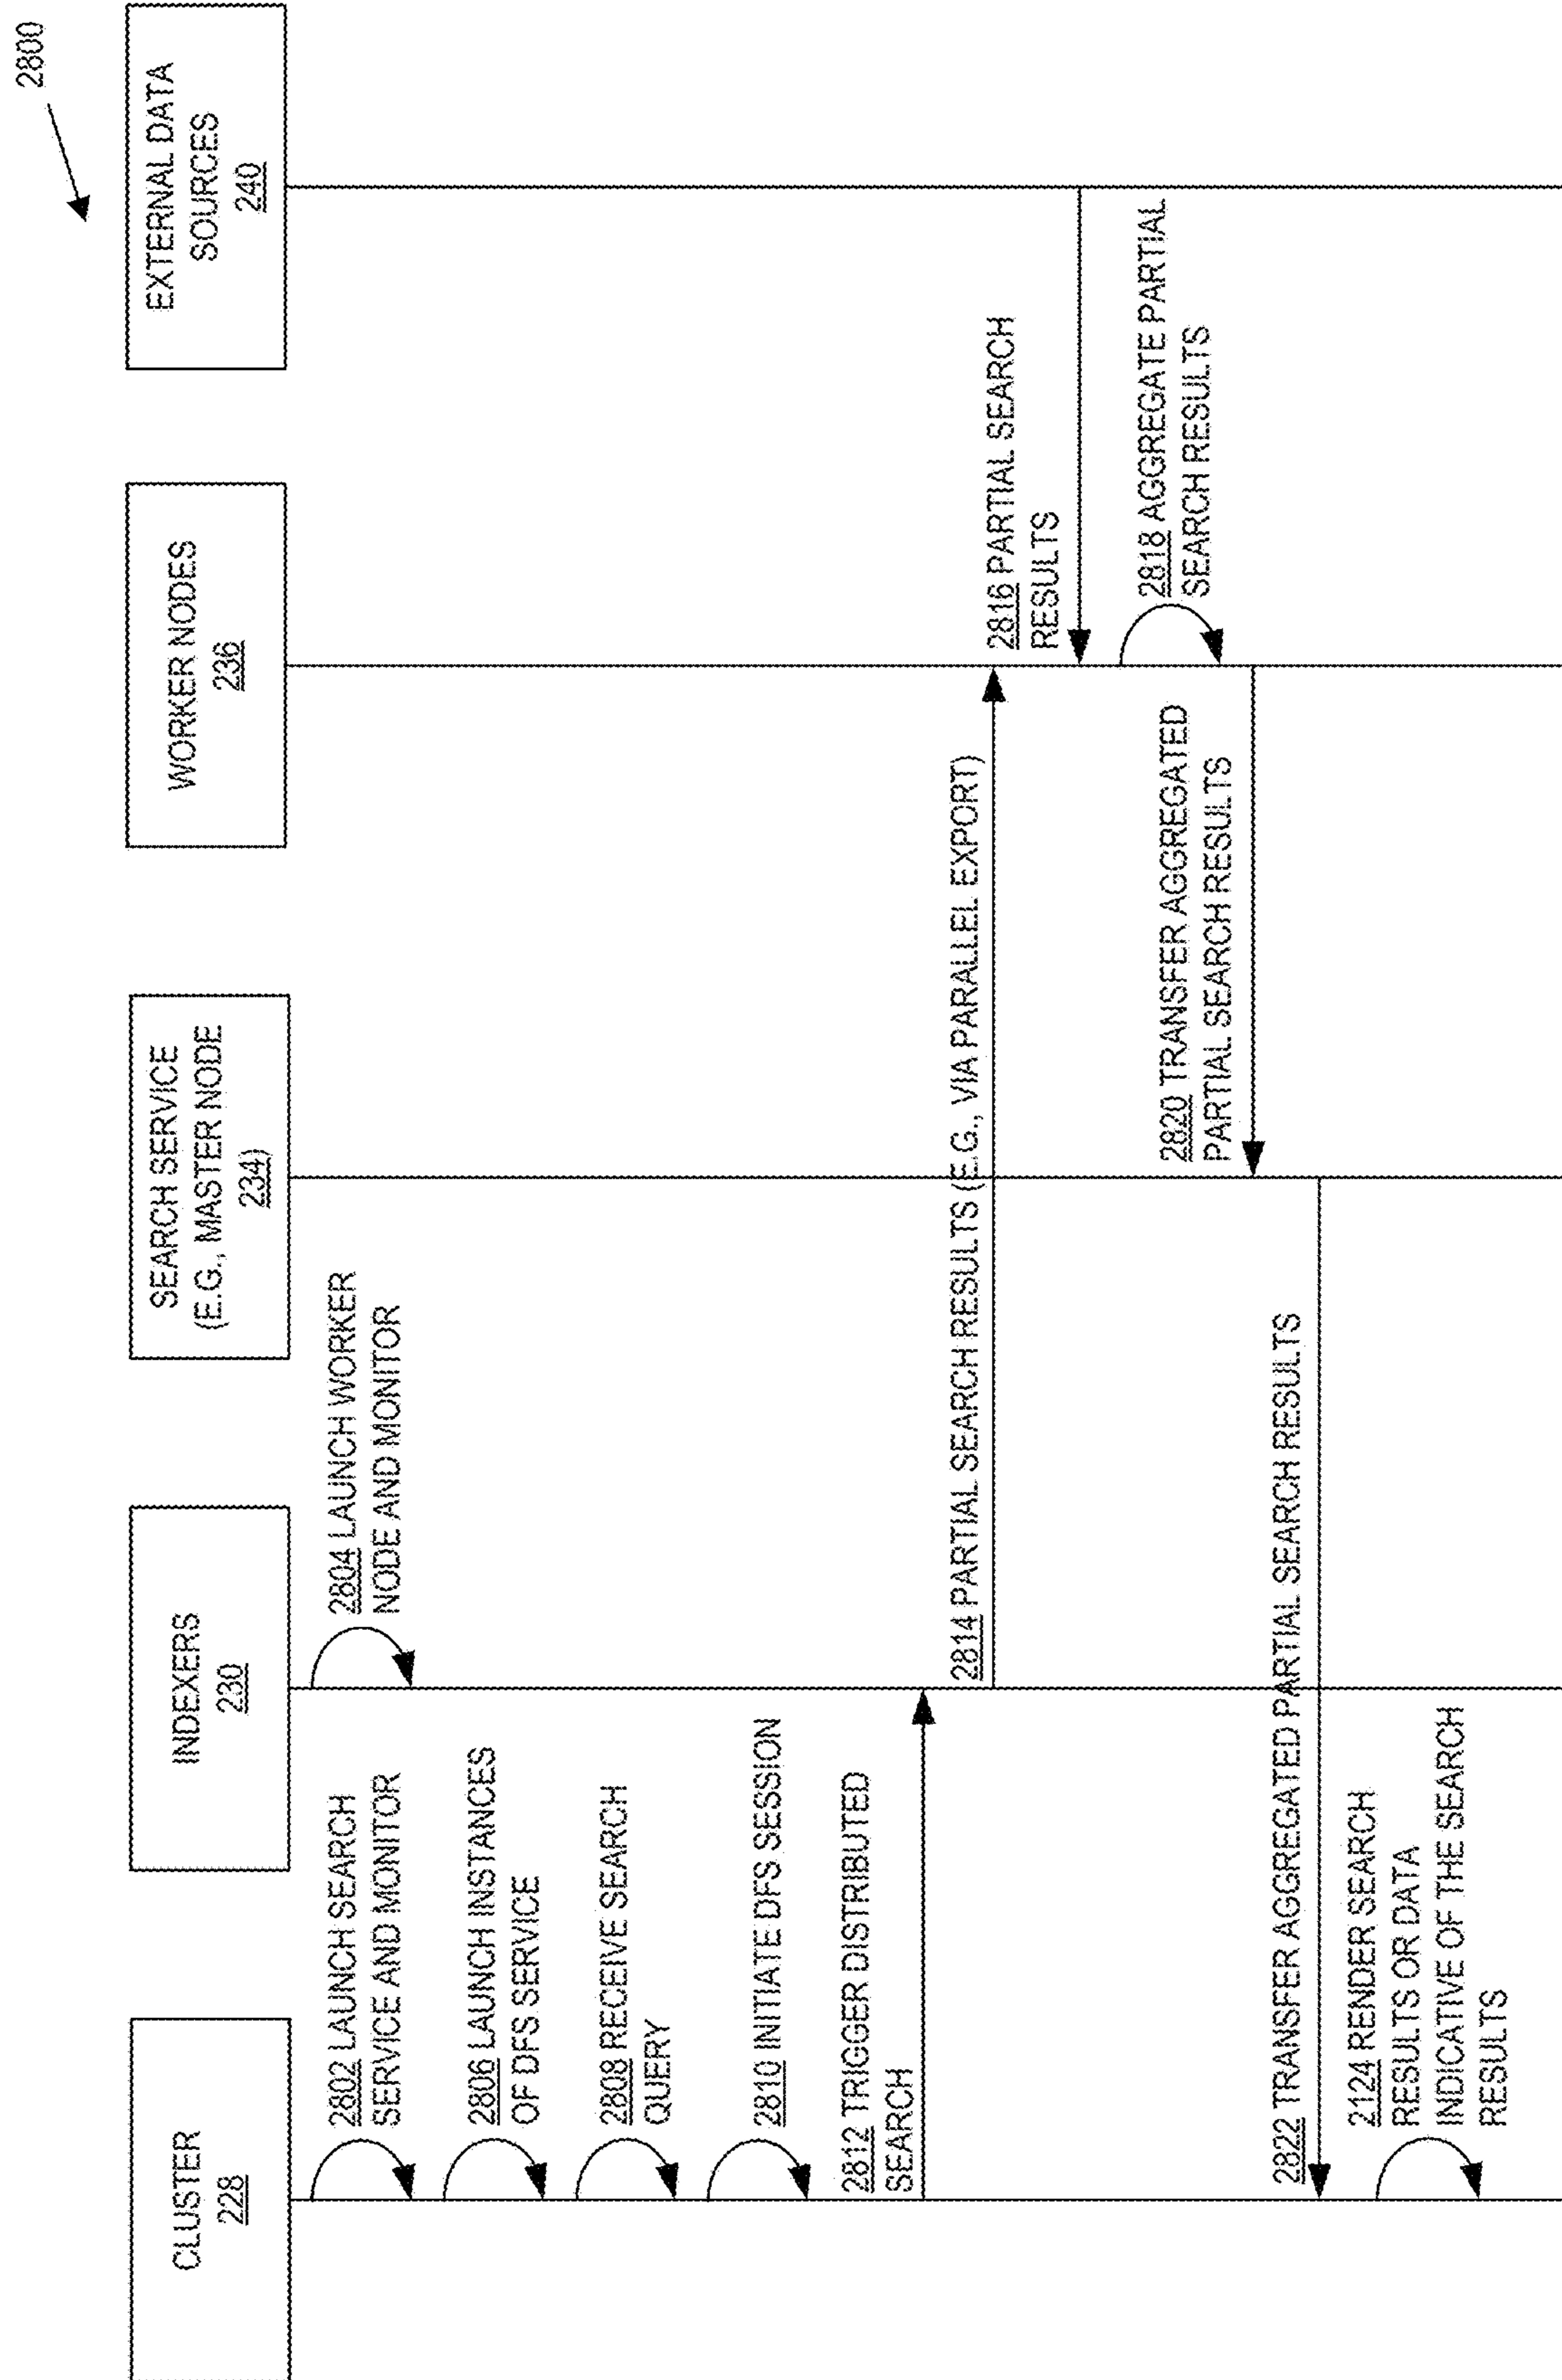 2800
CLUSTER
228
INDEXERS
230
SEARCH SERVICE
(E.G., MASTER NODE
234)
WORKER NODES
236
EXTERNAL DATA
SOURCES
240
2802 LAUNCH SEARCH
SERVICE AND MONITOR
2804 LAUNCH WORKER
NODE AND MONITOR
2806 LAUNCH INSTANCES
OF DFS SERVICE
2808 RECEIVE SEARCH
QUERY
2810 INITIATE DFS SESSION
2812 TRIGGER DISTRIBUTED
SEARCH
2814 PARTIAL SEARCH RESULTS (E.G., VIA PARALLEL EXPORT)
2816 PARTIAL SEARCH
RESULTS
2818 AGGREGATE PARTIAL
SEARCH RESULTS
2820 TRANSFER AGGREGATED
PARTIAL SEARCH RESULTS
2822 TRANSFER AGGREGATED PARTIAL SEARCH RESULTS
2124 RENDER SEARCH
RESULTS OR DATA
INDICATIVE OF THE SEARCH
RESULTS